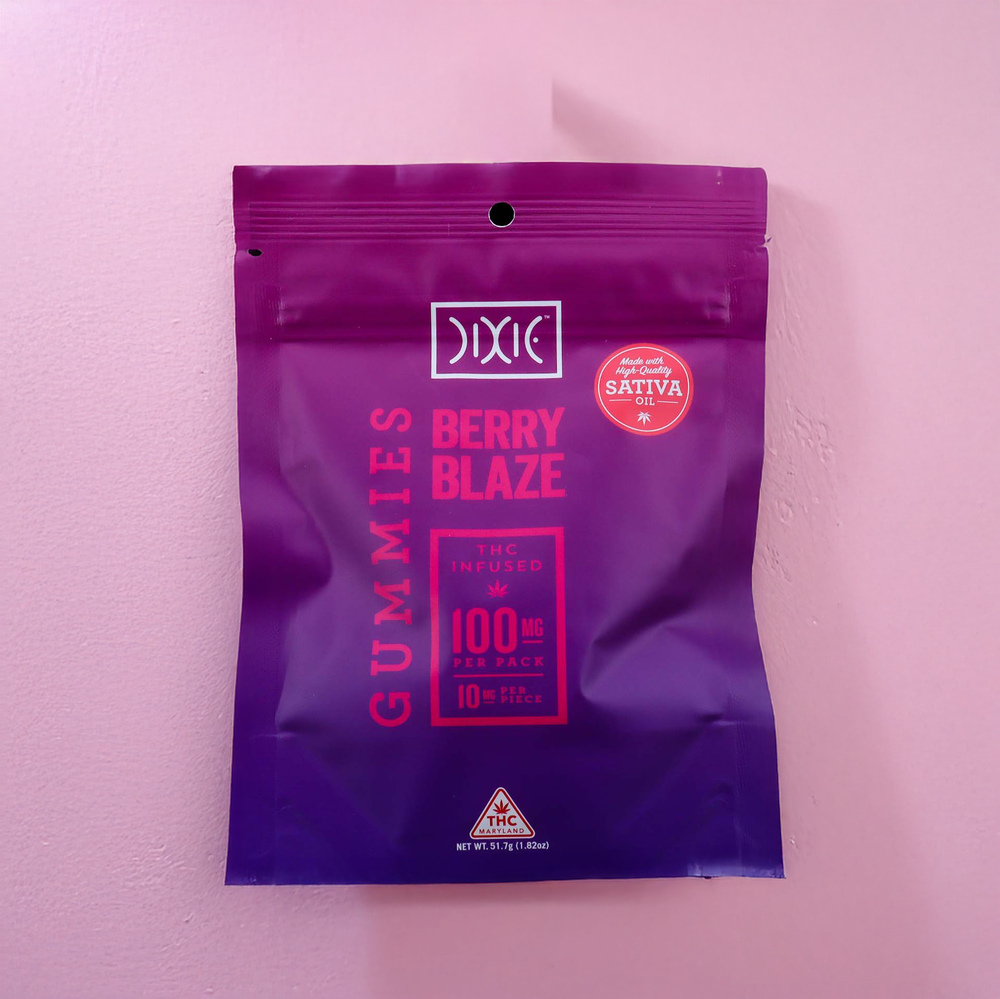 DIXIE™
Made with
High-Quality
SATIVA
OIL
GUMMIES
BERRY
BLAZE
THC
INFUSED
100 MG
PER PACK
10 MG PER
PIECE
THC
MARYLAND
NET WT. 51.7g (1.82oz)